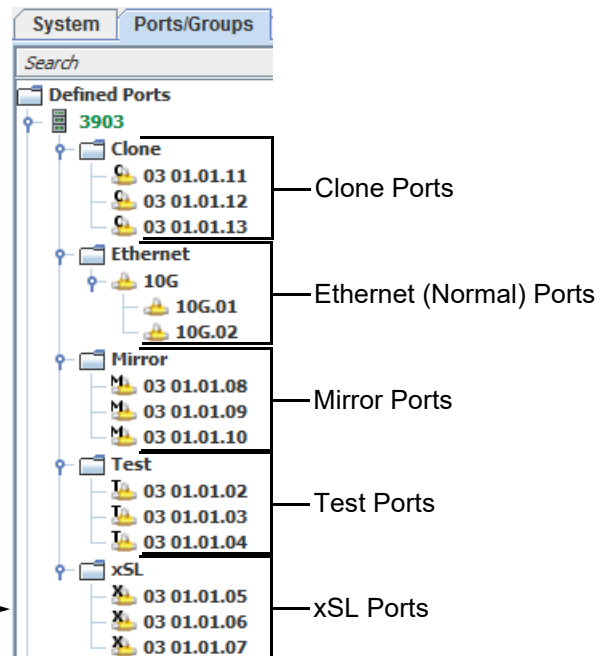 System Ports/Groups
Search
Defined Ports
3903
Clone
C 03 01.01.11
C 03 01.01.12
C 03 01.01.13
Clone Ports
Ethernet
10G
10G.01
10G.02
Ethernet (Normal) Ports
Mirror
M 03 01.01.08
M 03 01.01.09
M 03 01.01.10
Mirror Ports
Test
T 03 01.01.02
T 03 01.01.03
T 03 01.01.04
Test Ports
xSL
X 03 01.01.05
X 03 01.01.06
X 03 01.01.07
xSL Ports